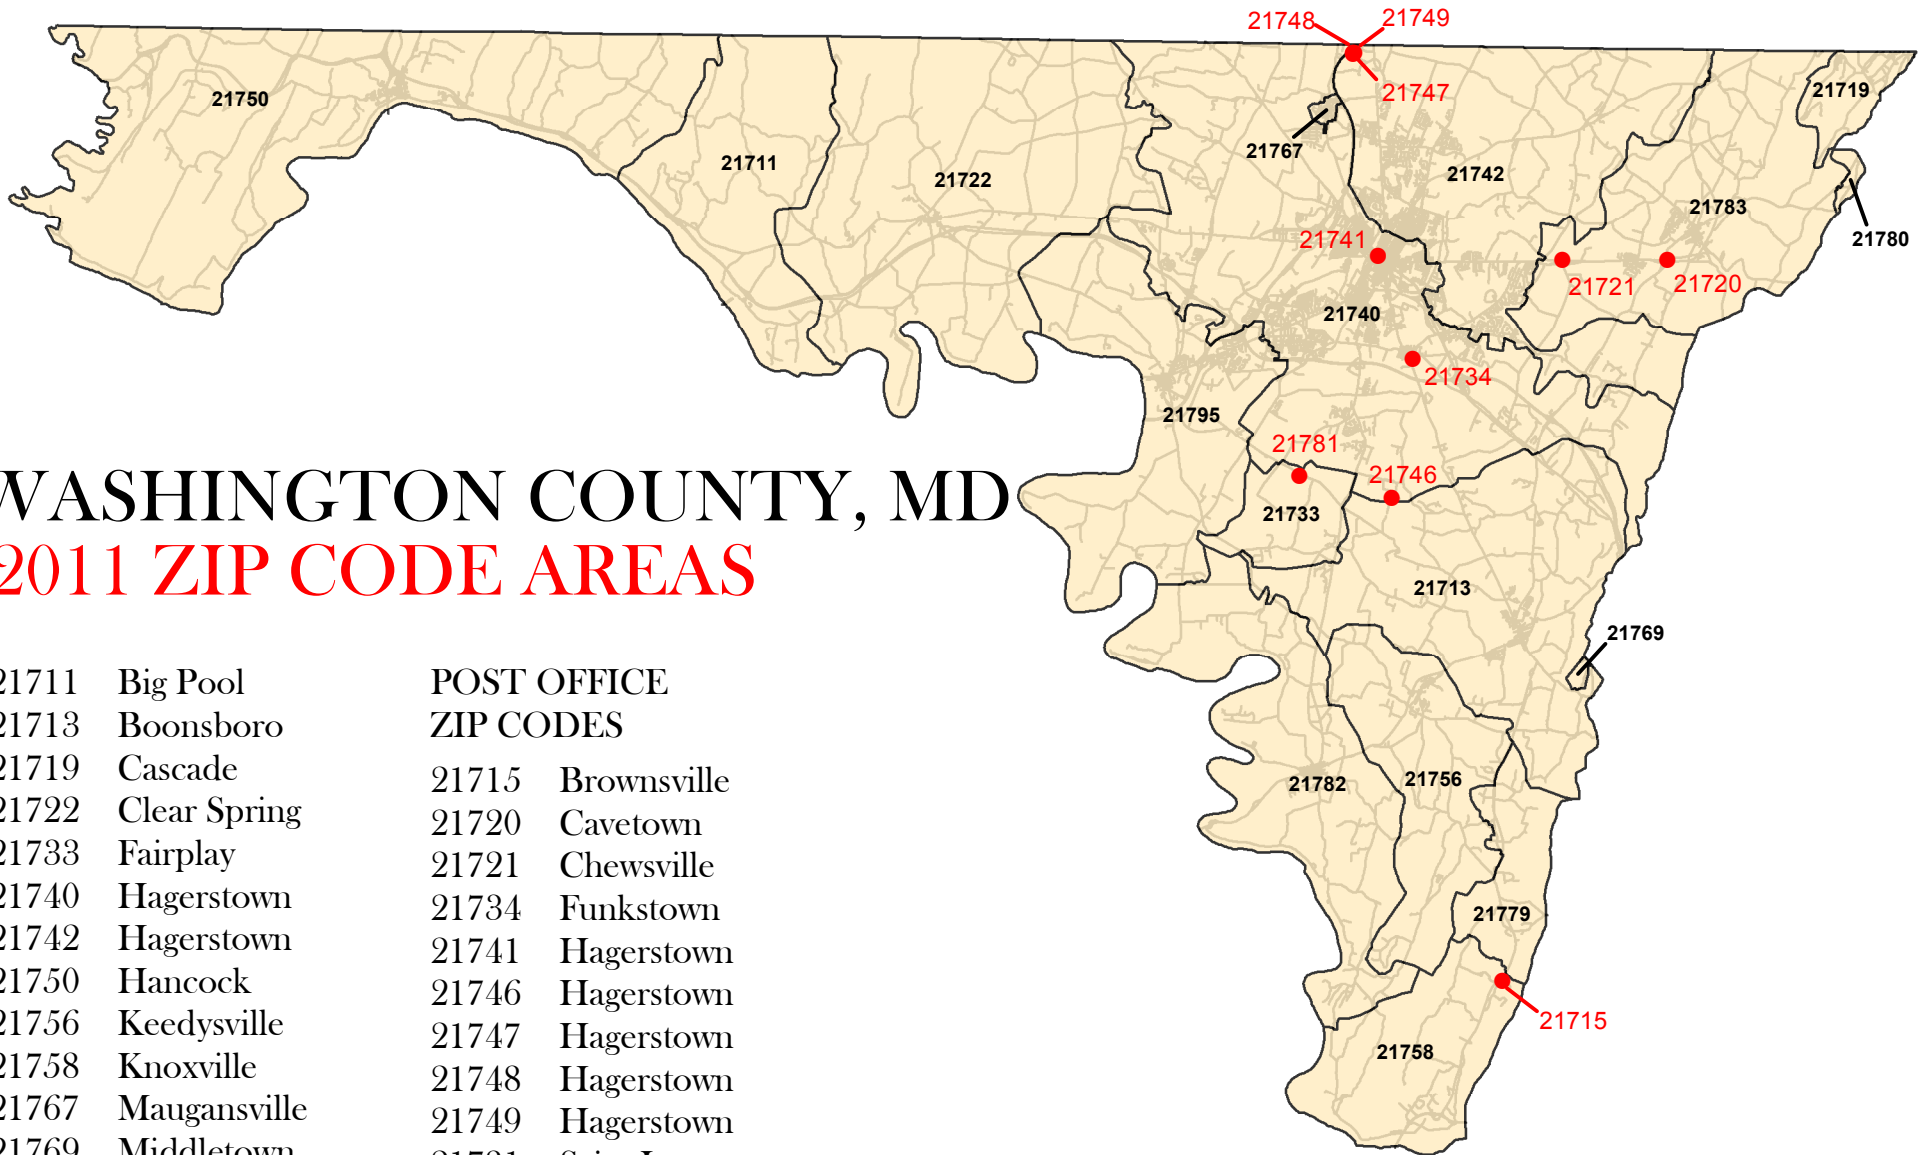 WASHINGTON COUNTY, MD
2011 ZIP CODE AREAS
21711 Big Pool
21713 Boonsboro
21719 Cascade
21722 Clear Spring
21733 Fairplay
21740 Hagerstown
21742 Hagerstown
21750 Hancock
21756 Keedysville
21758 Knoxville
21767 Maugansville
21769 Middletown
POST OFFICE
ZIP CODES
21715 Brownsville
21720 Cavetown
21721 Chewsville
21734 Funkstown
21741 Hagerstown
21746 Hagerstown
21747 Hagerstown
21748 Hagerstown
21749 Hagerstown
21781
21748
21749
21747
21750
21719
21711
21767
21722
21742
21783
21780
21741
21721
21720
21740
21734
21795
21781
21746
21733
21713
21769
21782
21756
21779
21715
21758